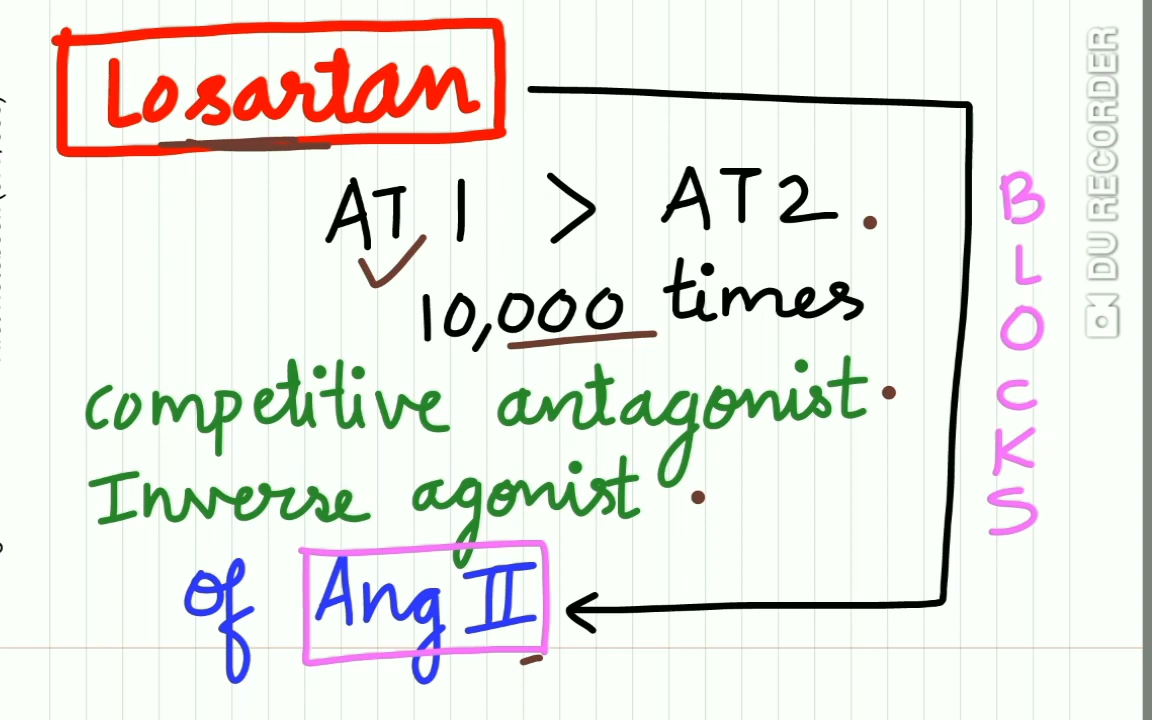 Losartan
AT1 > AT2.
10,000 times
competitive antagonist.
Inverse agonist.
of Ang II
BLOCKS
DU RECORDER